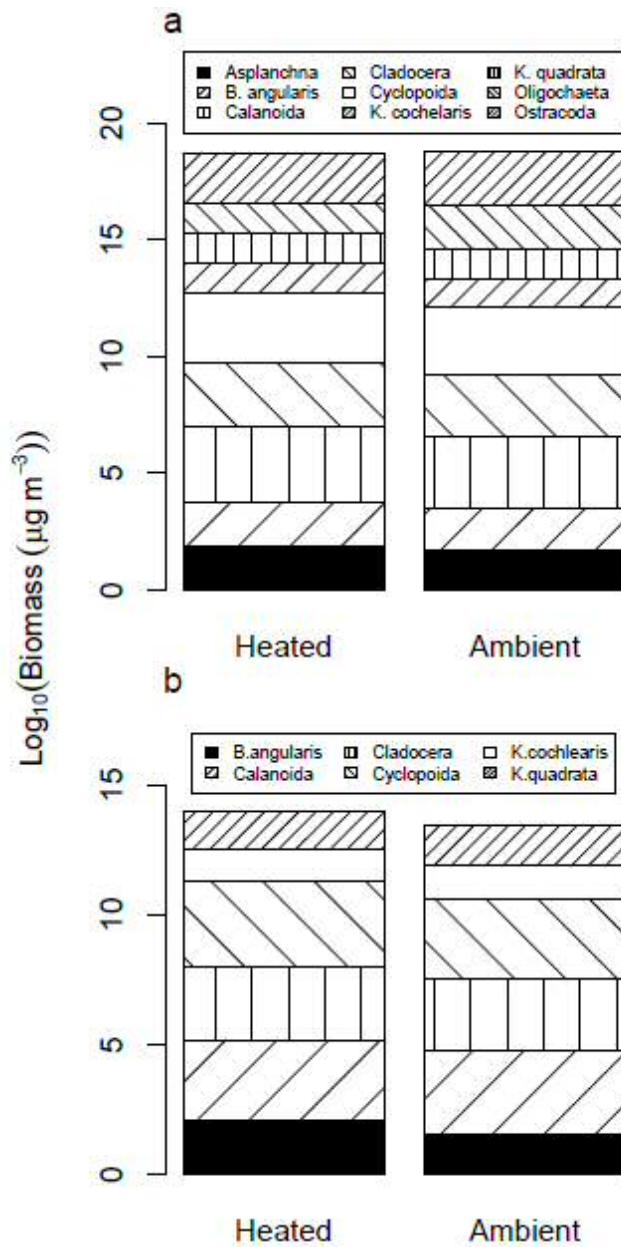 a
Asplanchna Cladocera K. quadrata
B. angularis Cyclopoida Oligochaeta
Calanoida K. cochelaris Ostracoda
20
15
10
5
0
Heated Ambient
Log₁₀(Biomass (µg m⁻³))
b
B.angularis Cladocera K.cochlearis
Calanoida Cyclopoida K.quadrata
15
10
5
0
Heated Ambient